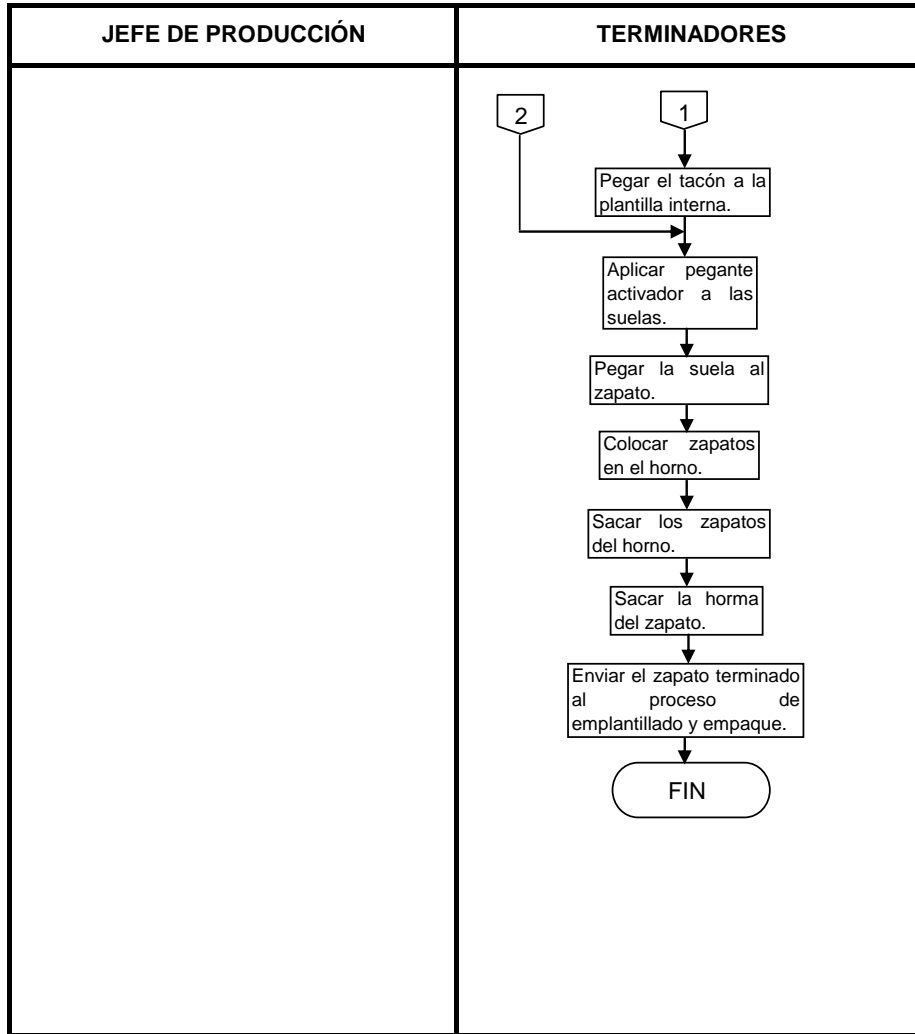 JEFE DE PRODUCCIÓN
TERMINADORES
2
1
Pegar el tacón a la
plantilla interna.
Aplicar pegante
activador a las
suelas.
Pegar la suela al
zapato.
Colocar zapatos
en el horno.
Sacar los zapatos
del horno.
Sacar la horma
del zapato.
Enviar el zapato terminado
al proceso de
emplantillado y empaque.
FIN